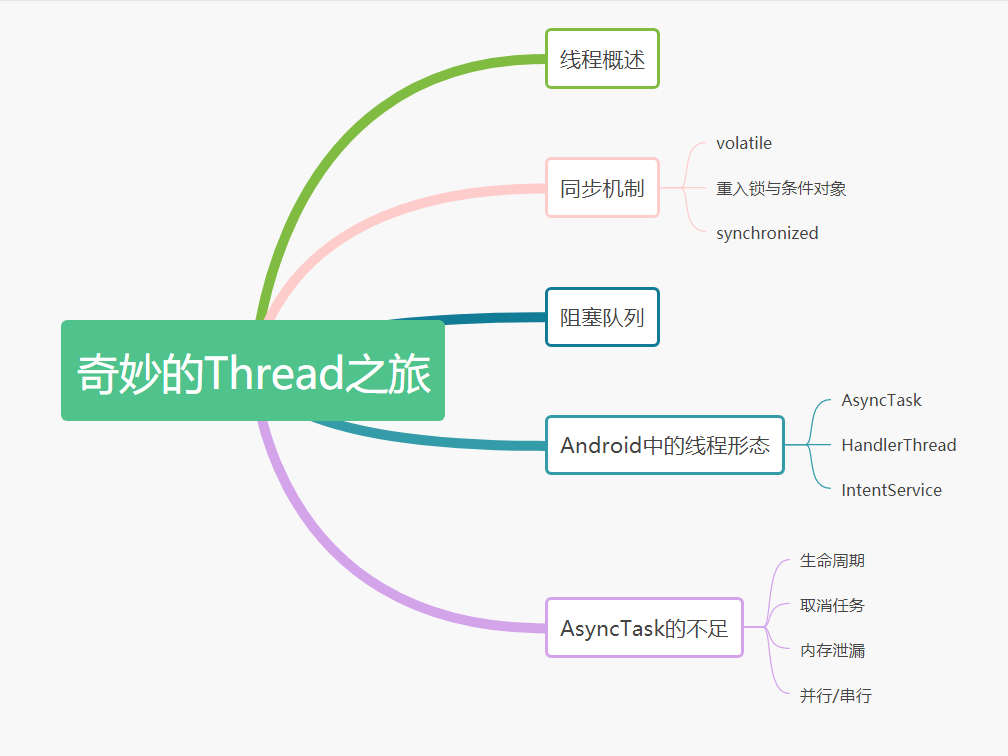 奇妙的Thread之旅
线程概述
同步机制
volatile
重入锁与条件对象
synchronized
阻塞队列
Android中的线程形态
AsyncTask
HandlerThread
IntentService
AsyncTask的不足
生命周期
取消任务
内存泄漏
并行/串行